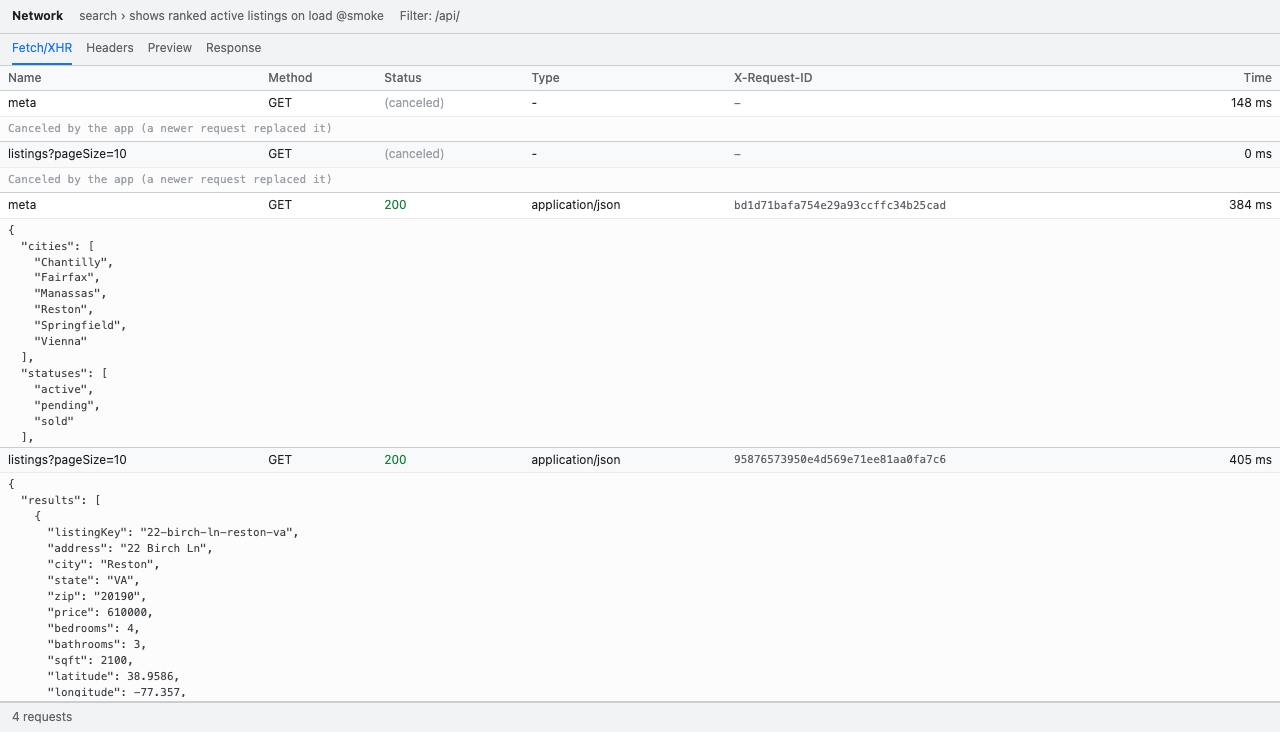 Network search › shows ranked active listings on load @smoke Filter: /api/
Fetch/XHR Headers Preview Response
Name Method Status Type X-Request-ID Time
meta GET (canceled) - – 148 ms
Canceled by the app (a newer request replaced it)
listings?pageSize=10 GET (canceled) - – 0 ms
Canceled by the app (a newer request replaced it)
meta GET 200 application/json bd1d71bafa754e29a93ccffc34b25cad 384 ms
{
  "cities": [
    "Chantilly",
    "Fairfax",
    "Manassas",
    "Reston",
    "Springfield",
    "Vienna"
  ],
  "statuses": [
    "active",
    "pending",
    "sold"
  ],
listings?pageSize=10 GET 200 application/json 95876573950e4d569e71ee81aa0fa7c6 405 ms
{
  "results": [
    {
      "listingKey": "22-birch-ln-reston-va",
      "address": "22 Birch Ln",
      "city": "Reston",
      "state": "VA",
      "zip": "20190",
      "price": 610000,
      "bedrooms": 4,
      "bathrooms": 3,
      "sqft": 2100,
      "latitude": 38.9586,
      "longitude": -77.357,
4 requests